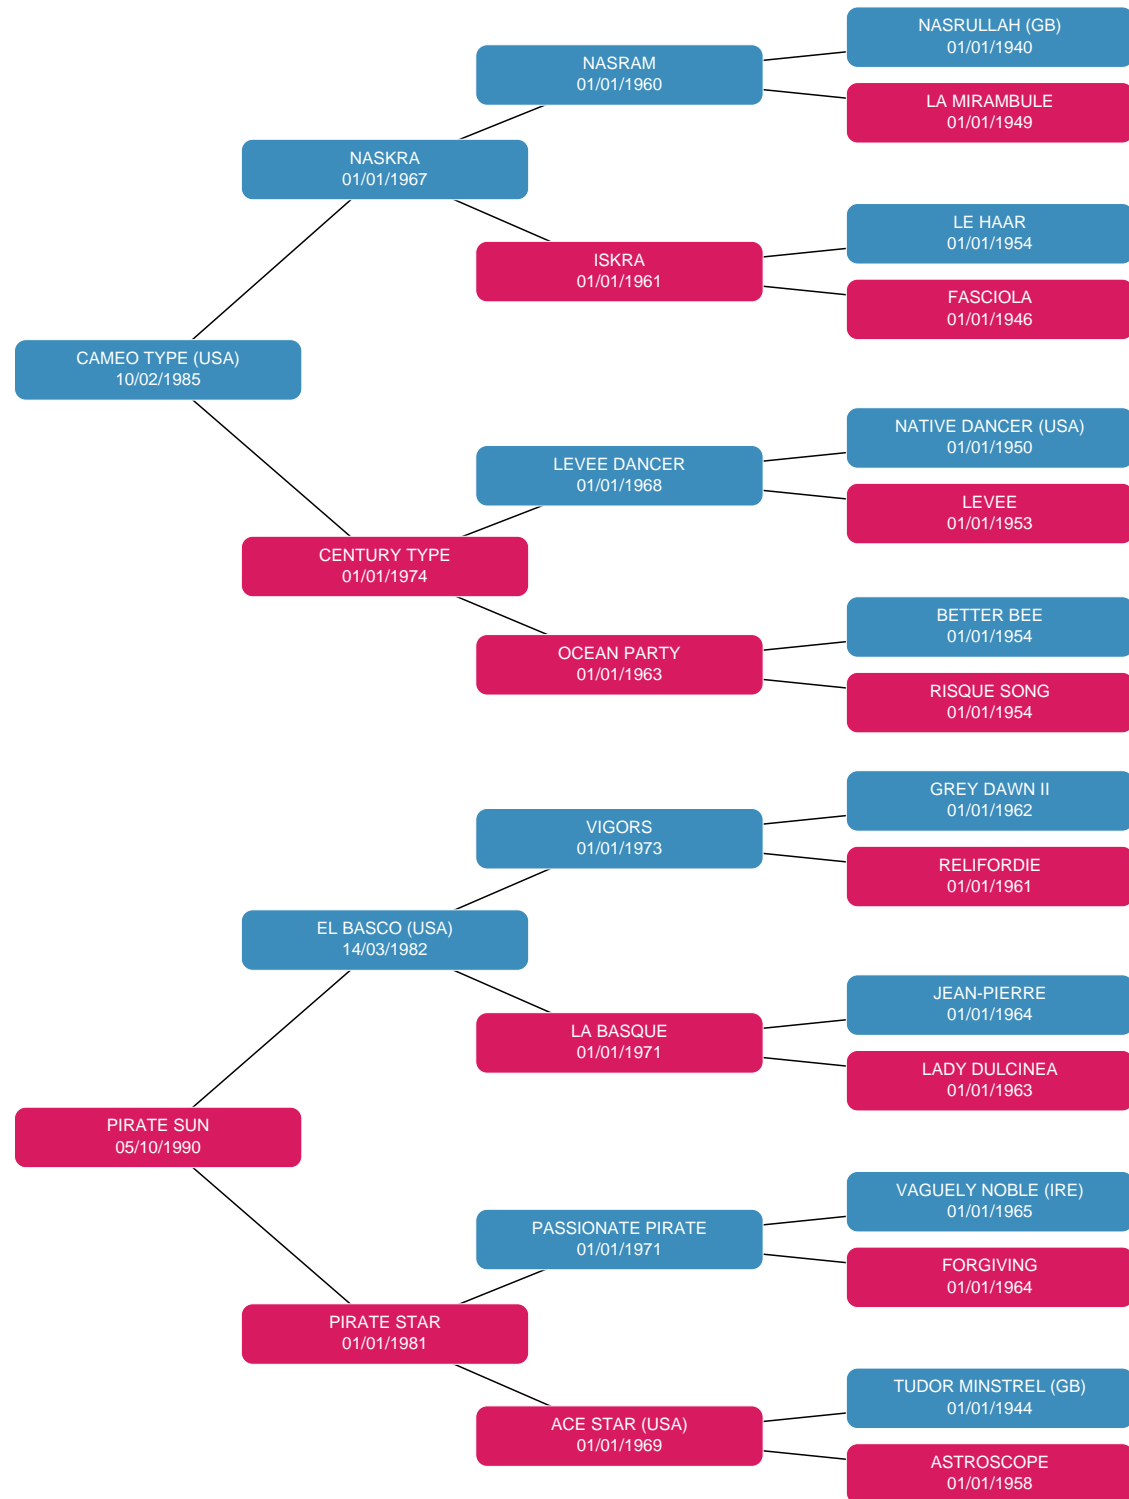 NASRULLAH (GB)
01/01/1940
NASRAM
01/01/1960
LA MIRAMBULE
01/01/1949
NASKRA
01/01/1967
LE HAAR
01/01/1954
ISKRA
01/01/1961
FASCIOLA
01/01/1946
CAMEO TYPE (USA)
10/02/1985
NATIVE DANCER (USA)
01/01/1950
LEVEE DANCER
01/01/1968
LEVEE
01/01/1953
CENTURY TYPE
01/01/1974
BETTER BEE
01/01/1954
OCEAN PARTY
01/01/1963
RISQUE SONG
01/01/1954
GREY DAWN II
01/01/1962
VIGORS
01/01/1973
RELIFORDIE
01/01/1961
EL BASCO (USA)
14/03/1982
JEAN-PIERRE
01/01/1964
LA BASQUE
01/01/1971
LADY DULCINEA
01/01/1963
PIRATE SUN
05/10/1990
VAGUELY NOBLE (IRE)
01/01/1965
PASSIONATE PIRATE
01/01/1971
FORGIVING
01/01/1964
PIRATE STAR
01/01/1981
TUDOR MINSTREL (GB)
01/01/1944
ACE STAR (USA)
01/01/1969
ASTROSCOPE
01/01/1958